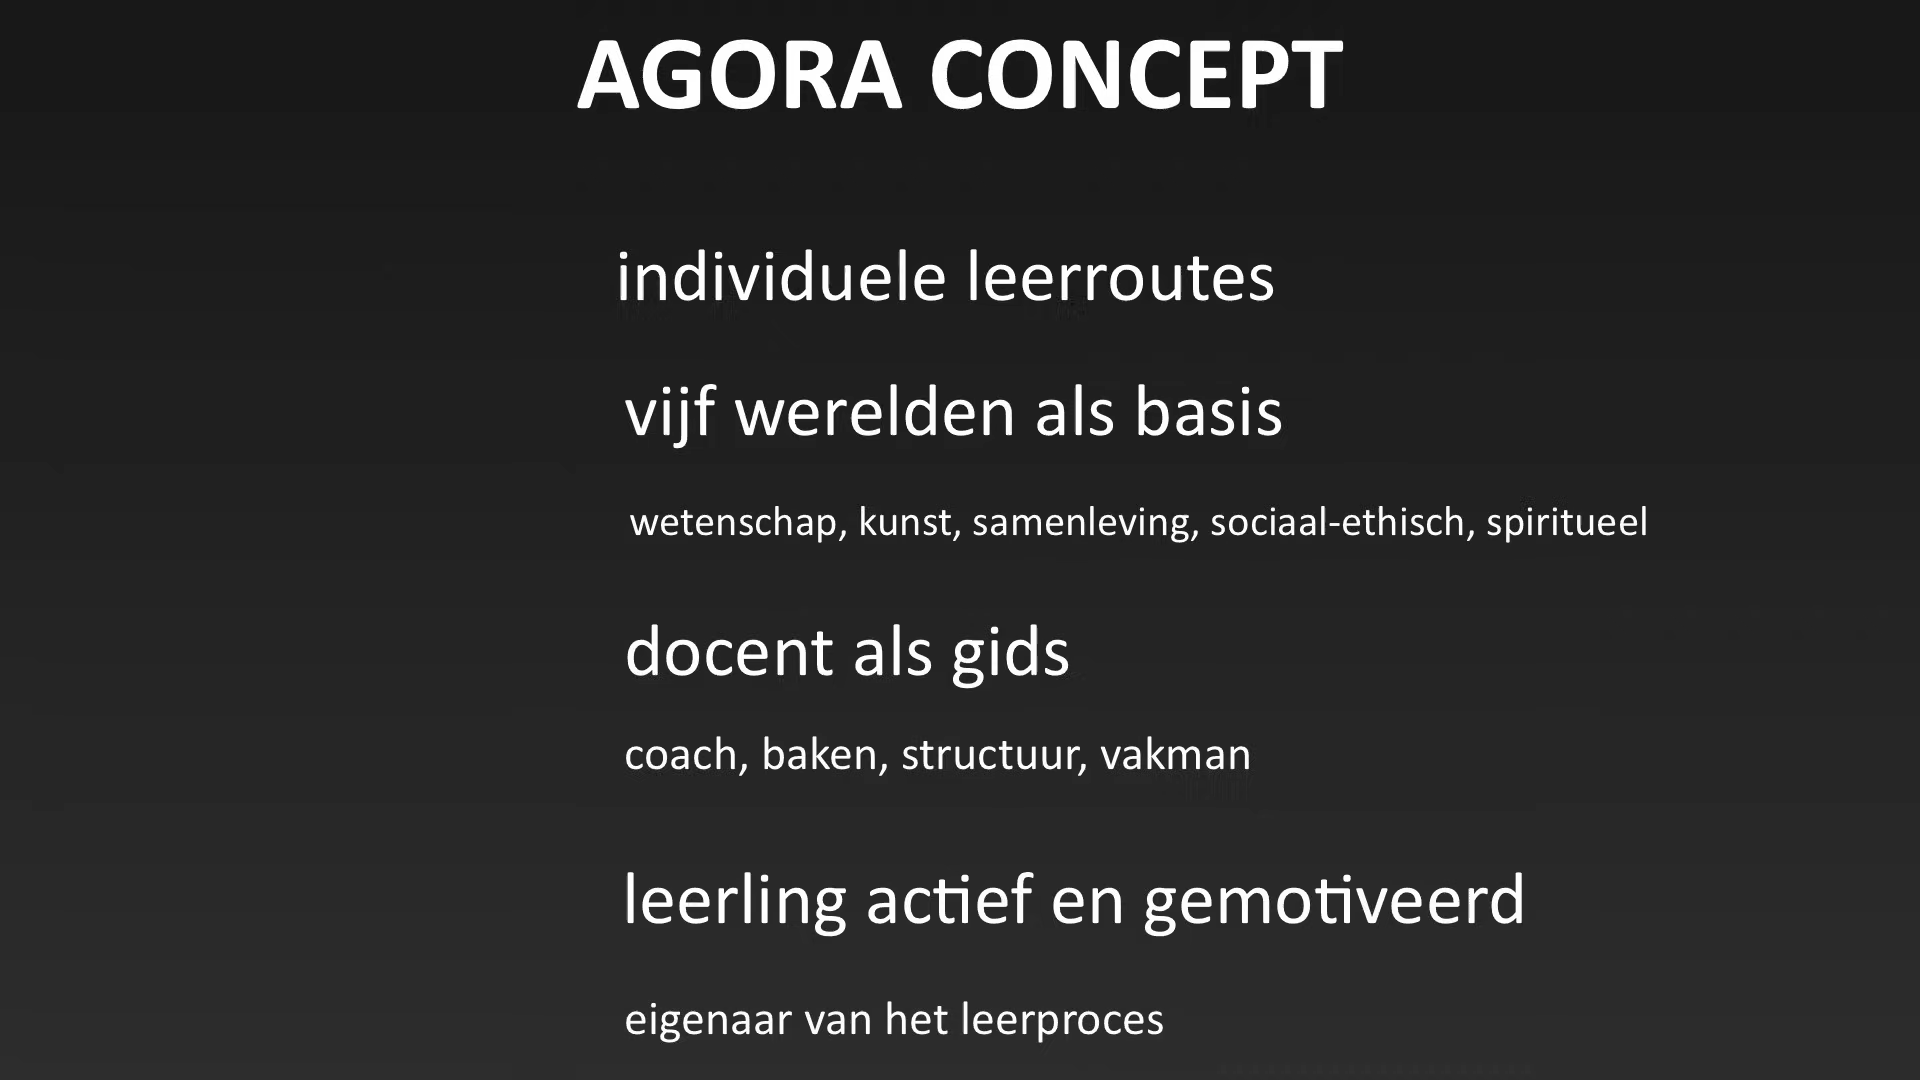 AGORA CONCEPT
individuele leerroutes
vijf werelden als basis
wetenschap, kunst, samenleving, sociaal-ethisch, spiritueel
docent als gids
coach, baken, structuur, vakman
leerling actief en gemotiveerd
eigenaar van het leerproces